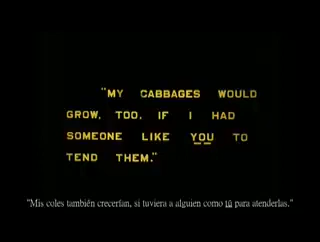 "MY CABBAGES WOULD
GROW, TOO, IF I HAD
SOMEONE LIKE YOU TO
TEND THEM."
"Mis coles también crecerían, si tuviera a alguien como tú para atenderlas."